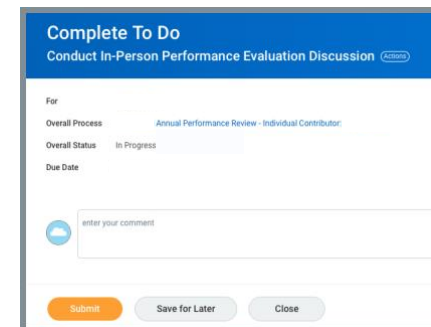 Complete To Do
Conduct In-Person Performance Evaluation Discussion Actions
For
Overall Process Annual Performance Review - Individual Contributor:
Overall Status In Progress
Due Date
enter your comment
Submit Save for Later Close